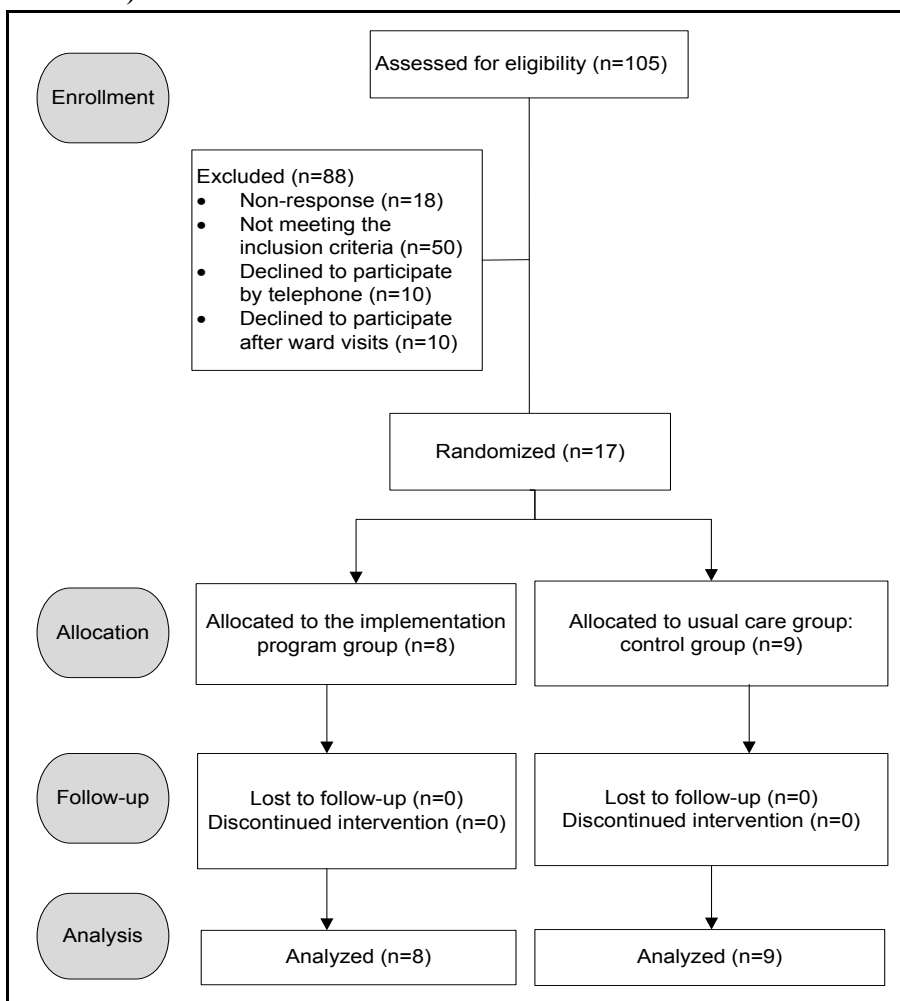 Assessed for eligibility (n=105)
Enrollment
Excluded (n=88)
• Non-response (n=18)
• Not meeting the
inclusion criteria (n=50)
• Declined to participate
by telephone (n=10)
• Declined to participate
after ward visits (n=10)
Randomized (n=17)
Allocation
Allocated to the implementation
program group (n=8)
Allocated to usual care group:
control group (n=9)
Follow-up
Lost to follow-up (n=0)
Discontinued intervention (n=0)
Lost to follow-up (n=0)
Discontinued intervention (n=0)
Analysis
Analyzed (n=8)
Analyzed (n=9)